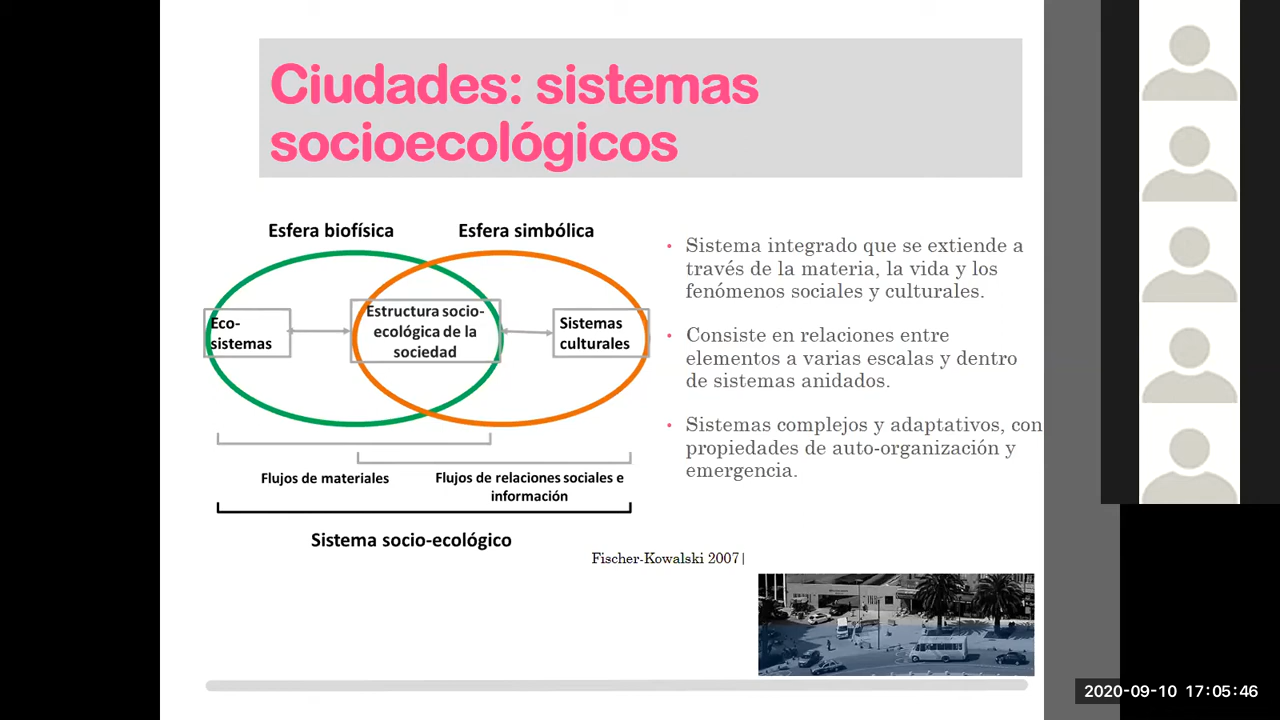 Ciudades: sistemas
socioecológicos
Esfera biofísica
Esfera simbólica
Eco-
sistemas
Estructura socio-
ecológica de la
sociedad
Sistemas
culturales
Flujos de materiales
Flujos de relaciones sociales e
información
Sistema socio-ecológico
Fischer-Kowalski 2007|
• Sistema integrado que se extiende a
través de la materia, la vida y los
fenómenos sociales y culturales.
• Consiste en relaciones entre
elementos a varias escalas y dentro
de sistemas anidados.
• Sistemas complejos y adaptativos, con
propiedades de auto-organización y
emergencia.
2020-09-10 17:05:46